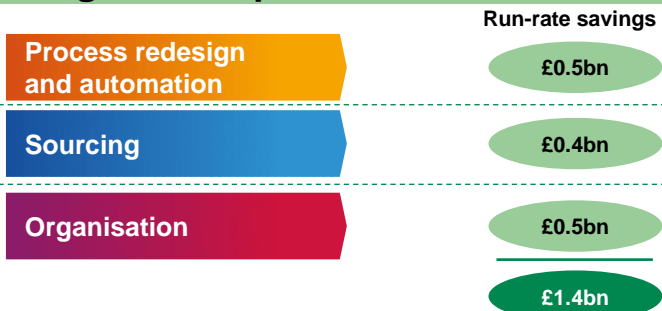 Run-rate savings
Process redesign
and automation
£0.5bn
Sourcing
£0.4bn
Organisation
£0.5bn
£1.4bn